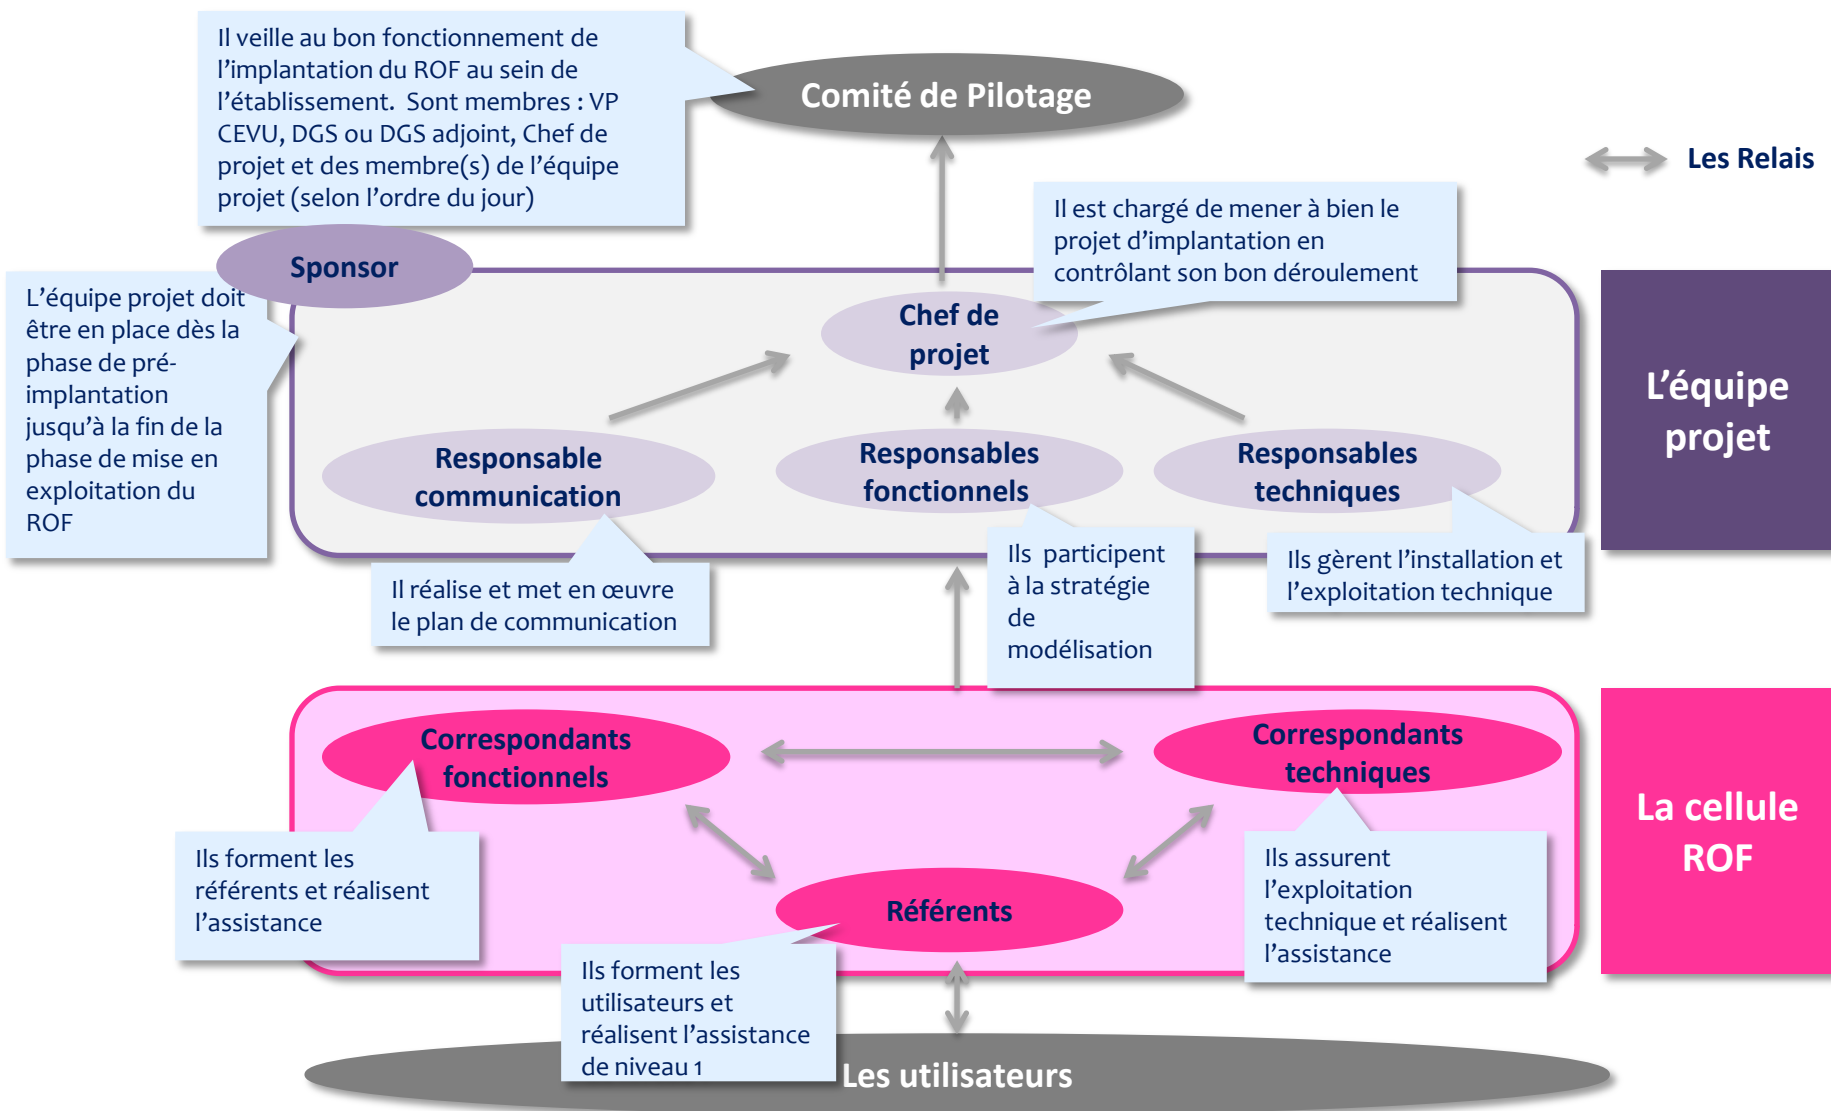 Il veille au bon fonctionnement de
l’implantation du ROF au sein de
l’établissement.  Sont membres : VP
CEVU, DGS ou DGS adjoint, Chef de
projet et des membre(s) de l’équipe
projet (selon l’ordre du jour)
Comité de Pilotage
Les Relais
Il est chargé de mener à bien le
projet d’implantation en
contrôlant son bon déroulement
Sponsor
L’équipe projet doit
être en place dès la
phase de pré-
implantation
jusqu’à la fin de la
phase de mise en
exploitation du
ROF
Chef de
projet
L’équipe
projet
Responsable
communication
Responsables
fonctionnels
Responsables
techniques
Il réalise et met en œuvre
le plan de communication
Ils  participent
à la stratégie
de
modélisation
Ils gèrent l’installation et
l’exploitation technique
Correspondants
fonctionnels
Correspondants
techniques
La cellule
ROF
Ils forment les
référents et réalisent
l’assistance
Référents
Ils assurent
l’exploitation
technique et réalisent
l’assistance
Ils forment les
utilisateurs et
réalisent l’assistance
de niveau 1
Les utilisateurs